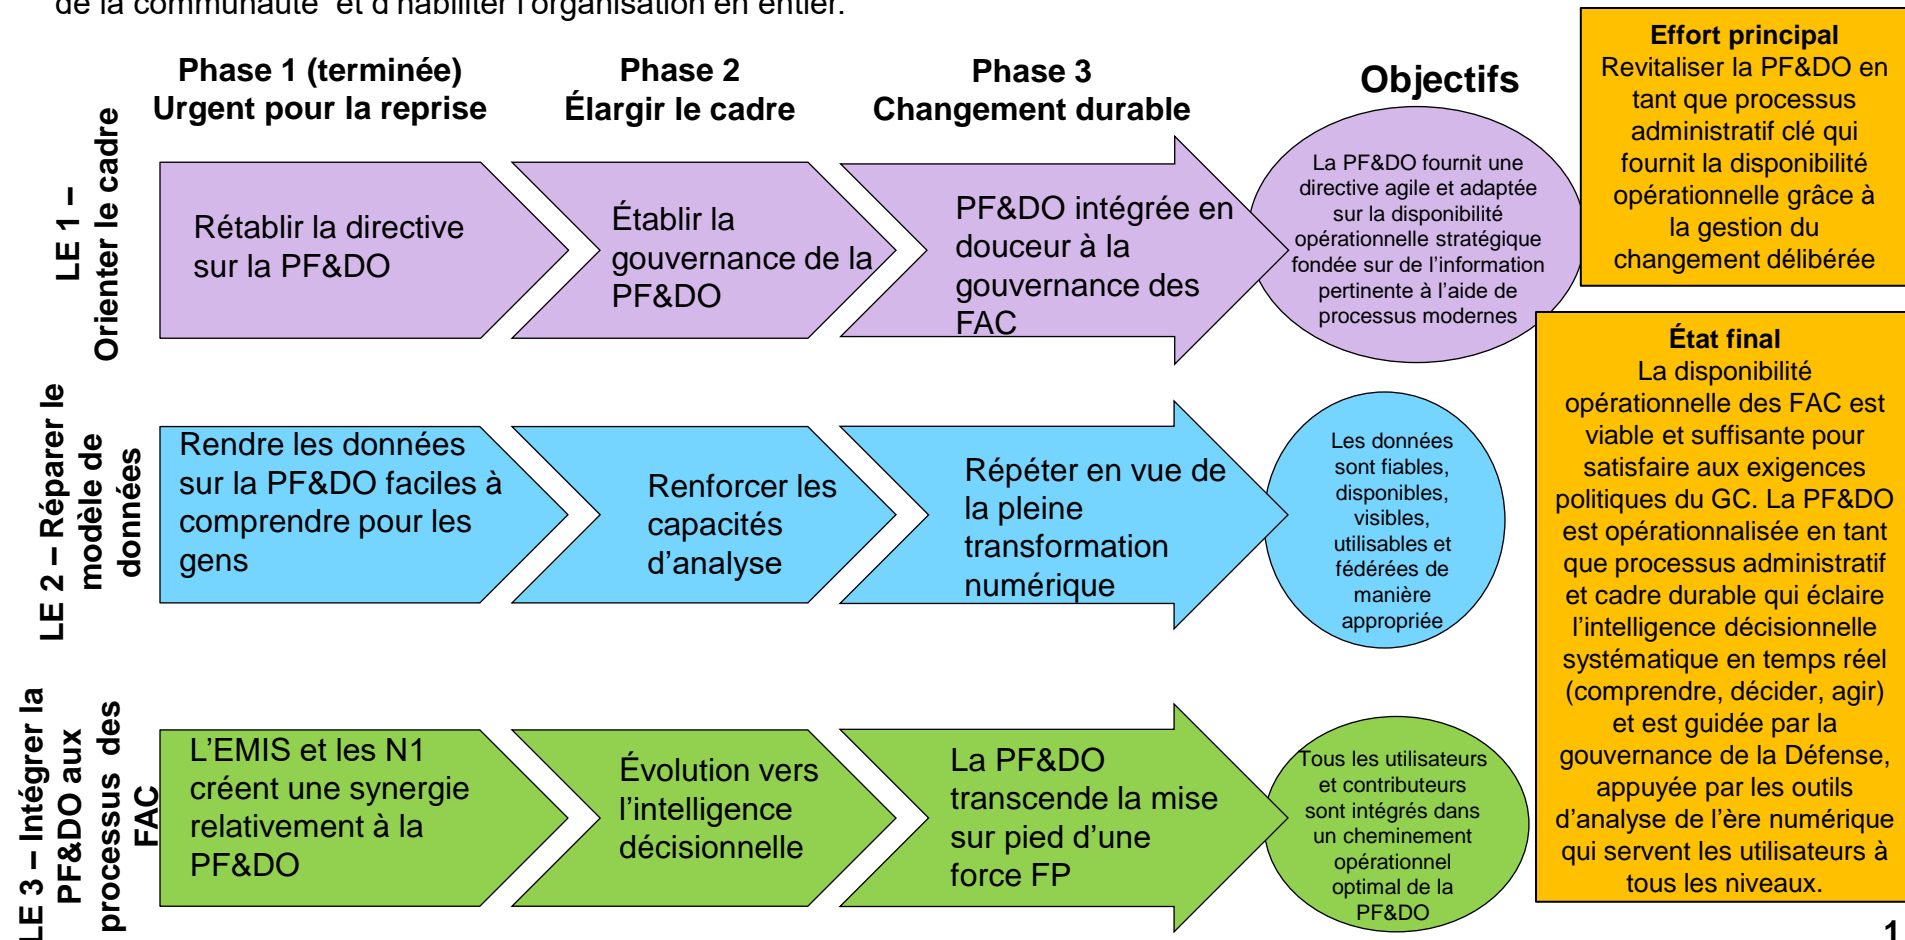 de la communauté  et d'habiliter l'organisation en entier.
Phase 1 (terminée)
Urgent pour la reprise
Phase 2
Élargir le cadre
Phase 3
Changement durable
Objectifs
LE 1 –
Orienter le cadre
Rétablir la directive
sur la PF&DO
Établir la
gouvernance de la
PF&DO
PF&DO intégrée en
douceur à la
gouvernance des
FAC
La PF&DO fournit une
directive agile et adaptée
sur la disponibilité
opérationnelle stratégique
fondée sur de l'information
pertinente à l'aide de
processus modernes
LE 2 – Réparer le
modèle de
données
Rendre les données
sur la PF&DO faciles à
comprendre pour les
gens
Renforcer les
capacités
d'analyse
Répéter en vue de
la pleine
transformation
numérique
Les données
sont fiables,
disponibles,
visibles,
utilisables et
fédérées de
manière
appropriée
LE 3 – Intégrer la
PF&DO aux
processus  des
FAC
L'EMIS et les N1
créent une synergie
relativement à la
PF&DO
Évolution vers
l'intelligence
décisionnelle
La PF&DO
transcende la mise
sur pied d'une
force FP
Tous les utilisateurs
et contributeurs
sont intégrés dans
un cheminement
opérationnel
optimal de la
PF&DO
Effort principal
Revitaliser la PF&DO en
tant que processus
administratif clé qui
fournit la disponibilité
opérationnelle grâce à
la gestion du
changement délibérée
État final
La disponibilité
opérationnelle des FAC est
viable et suffisante pour
satisfaire aux exigences
politiques du GC. La PF&DO
est opérationnalisée en tant
que processus administratif
et cadre durable qui éclaire
l'intelligence décisionnelle
systématique en temps réel
(comprendre, décider, agir)
et est guidée par la
gouvernance de la Défense,
appuyée par les outils
d'analyse de l'ère numérique
qui servent les utilisateurs à
tous les niveaux.
1